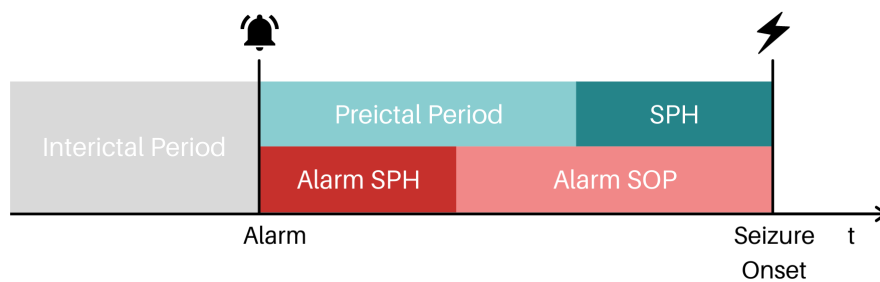 Preictal Period
SPH
Interictal Period
Alarm SPH
Alarm SOP
Alarm
Seizure
Onset
t